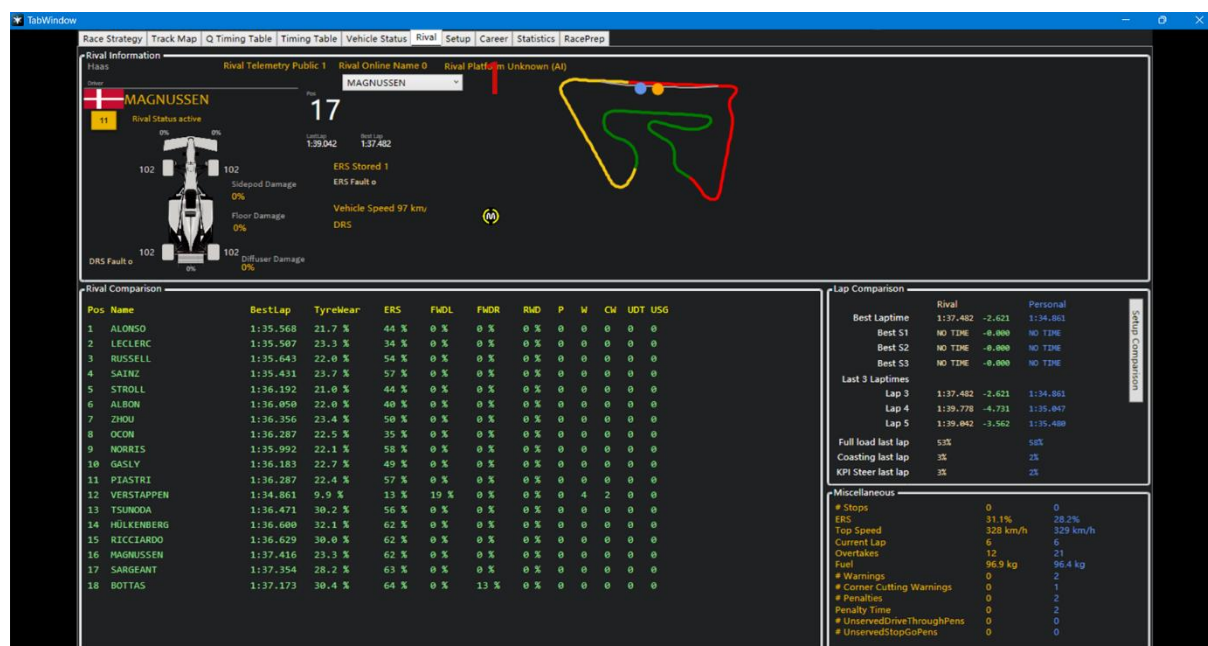 TabWindow
Race Strategy Track Map Q Timing Table Timing Table Vehicle Status Rival Setup Career Statistics RacePrep
Rival Information
Haas Rival Telemetry Public 1 Rival Online Name 0 Rival Platform Unknown (AI)
Driver
MAGNUSSEN
MAGNUSSEN
Pos
17
11 Rival Status active
0% 0%
LastLap Best Lap
1:39.042 1:37.482
102 102
ERS Stored 1
Sidepod Damage
ERS Fault o
0%
Vehicle Speed 97 km/
Floor Damage
M
0%
DRS
102 102
DRS Fault o
Diffuser Damage
0% 0%
Rival Comparison
Pos Name BestLap TyreWear ERS FWDL FWDR RWD P W CW UDT USG
1 ALONSO 1:35.568 21.7 % 44 % 0 % 0 % 0 % 0 0 0 0 0
2 LECLERC 1:35.507 23.3 % 34 % 0 % 0 % 0 % 0 0 0 0 0
3 RUSSELL 1:35.643 22.0 % 54 % 0 % 0 % 0 % 0 0 0 0 0
4 SAINZ 1:35.431 23.7 % 57 % 0 % 0 % 0 % 0 0 0 0 0
5 STROLL 1:36.192 21.0 % 44 % 0 % 0 % 0 % 0 0 0 0 0
6 ALBON 1:36.050 22.0 % 40 % 0 % 0 % 0 % 0 0 0 0 0
7 ZHOU 1:36.356 23.4 % 50 % 0 % 0 % 0 % 0 0 0 0 0
8 OCON 1:36.287 22.5 % 35 % 0 % 0 % 0 % 0 0 0 0 0
9 NORRIS 1:35.992 22.1 % 58 % 0 % 0 % 0 % 0 0 0 0 0
10 GASLY 1:36.183 22.7 % 49 % 0 % 0 % 0 % 0 0 0 0 0
11 PIASTRI 1:36.287 22.4 % 57 % 0 % 0 % 0 % 0 0 0 0 0
12 VERSTAPPEN 1:34.861 9.9 % 13 % 19 % 0 % 0 % 0 4 2 0 0
13 TSUNODA 1:36.471 30.2 % 56 % 0 % 0 % 0 % 0 0 0 0 0
14 HÜLKENBERG 1:36.600 32.1 % 62 % 0 % 0 % 0 % 0 0 0 0 0
15 RICCIARDO 1:36.629 30.0 % 62 % 0 % 0 % 0 % 0 0 0 0 0
16 MAGNUSSEN 1:37.416 23.3 % 62 % 0 % 0 % 0 % 0 0 0 0 0
17 SARGEANT 1:37.354 28.2 % 63 % 0 % 0 % 0 % 0 0 0 0 0
18 BOTTAS 1:37.173 30.4 % 64 % 0 % 13 % 0 % 0 0 0 0 0
Lap Comparison
Rival Personal
Best Laptime 1:37.482 -2.621 1:34.861
Best S1 NO TIME -0.000 NO TIME
Best S2 NO TIME -0.000 NO TIME
Best S3 NO TIME -0.000 NO TIME
Last 3 Laptimes
Lap 3 1:37.482 -2.621 1:34.861
Lap 4 1:39.778 -4.731 1:35.047
Lap 5 1:39.042 -3.562 1:35.480
Full load last lap 53% 58%
Coasting last lap 3% 2%
KPI Steer last lap 3% 2%
Setup Comparison
Miscellaneous
# Stops 0 0
ERS 31.1% 28.2%
Top Speed 328 km/h 329 km/h
Current Lap 6 6
Overtakes 12 21
Fuel 96.9 kg 96.4 kg
# Warnings 0 2
# Corner Cutting Warnings 0 1
# Penalties 0 2
Penalty Time 0 2
# UnservedDriveThroughPens 0 0
# UnservedStopGoPens 0 0